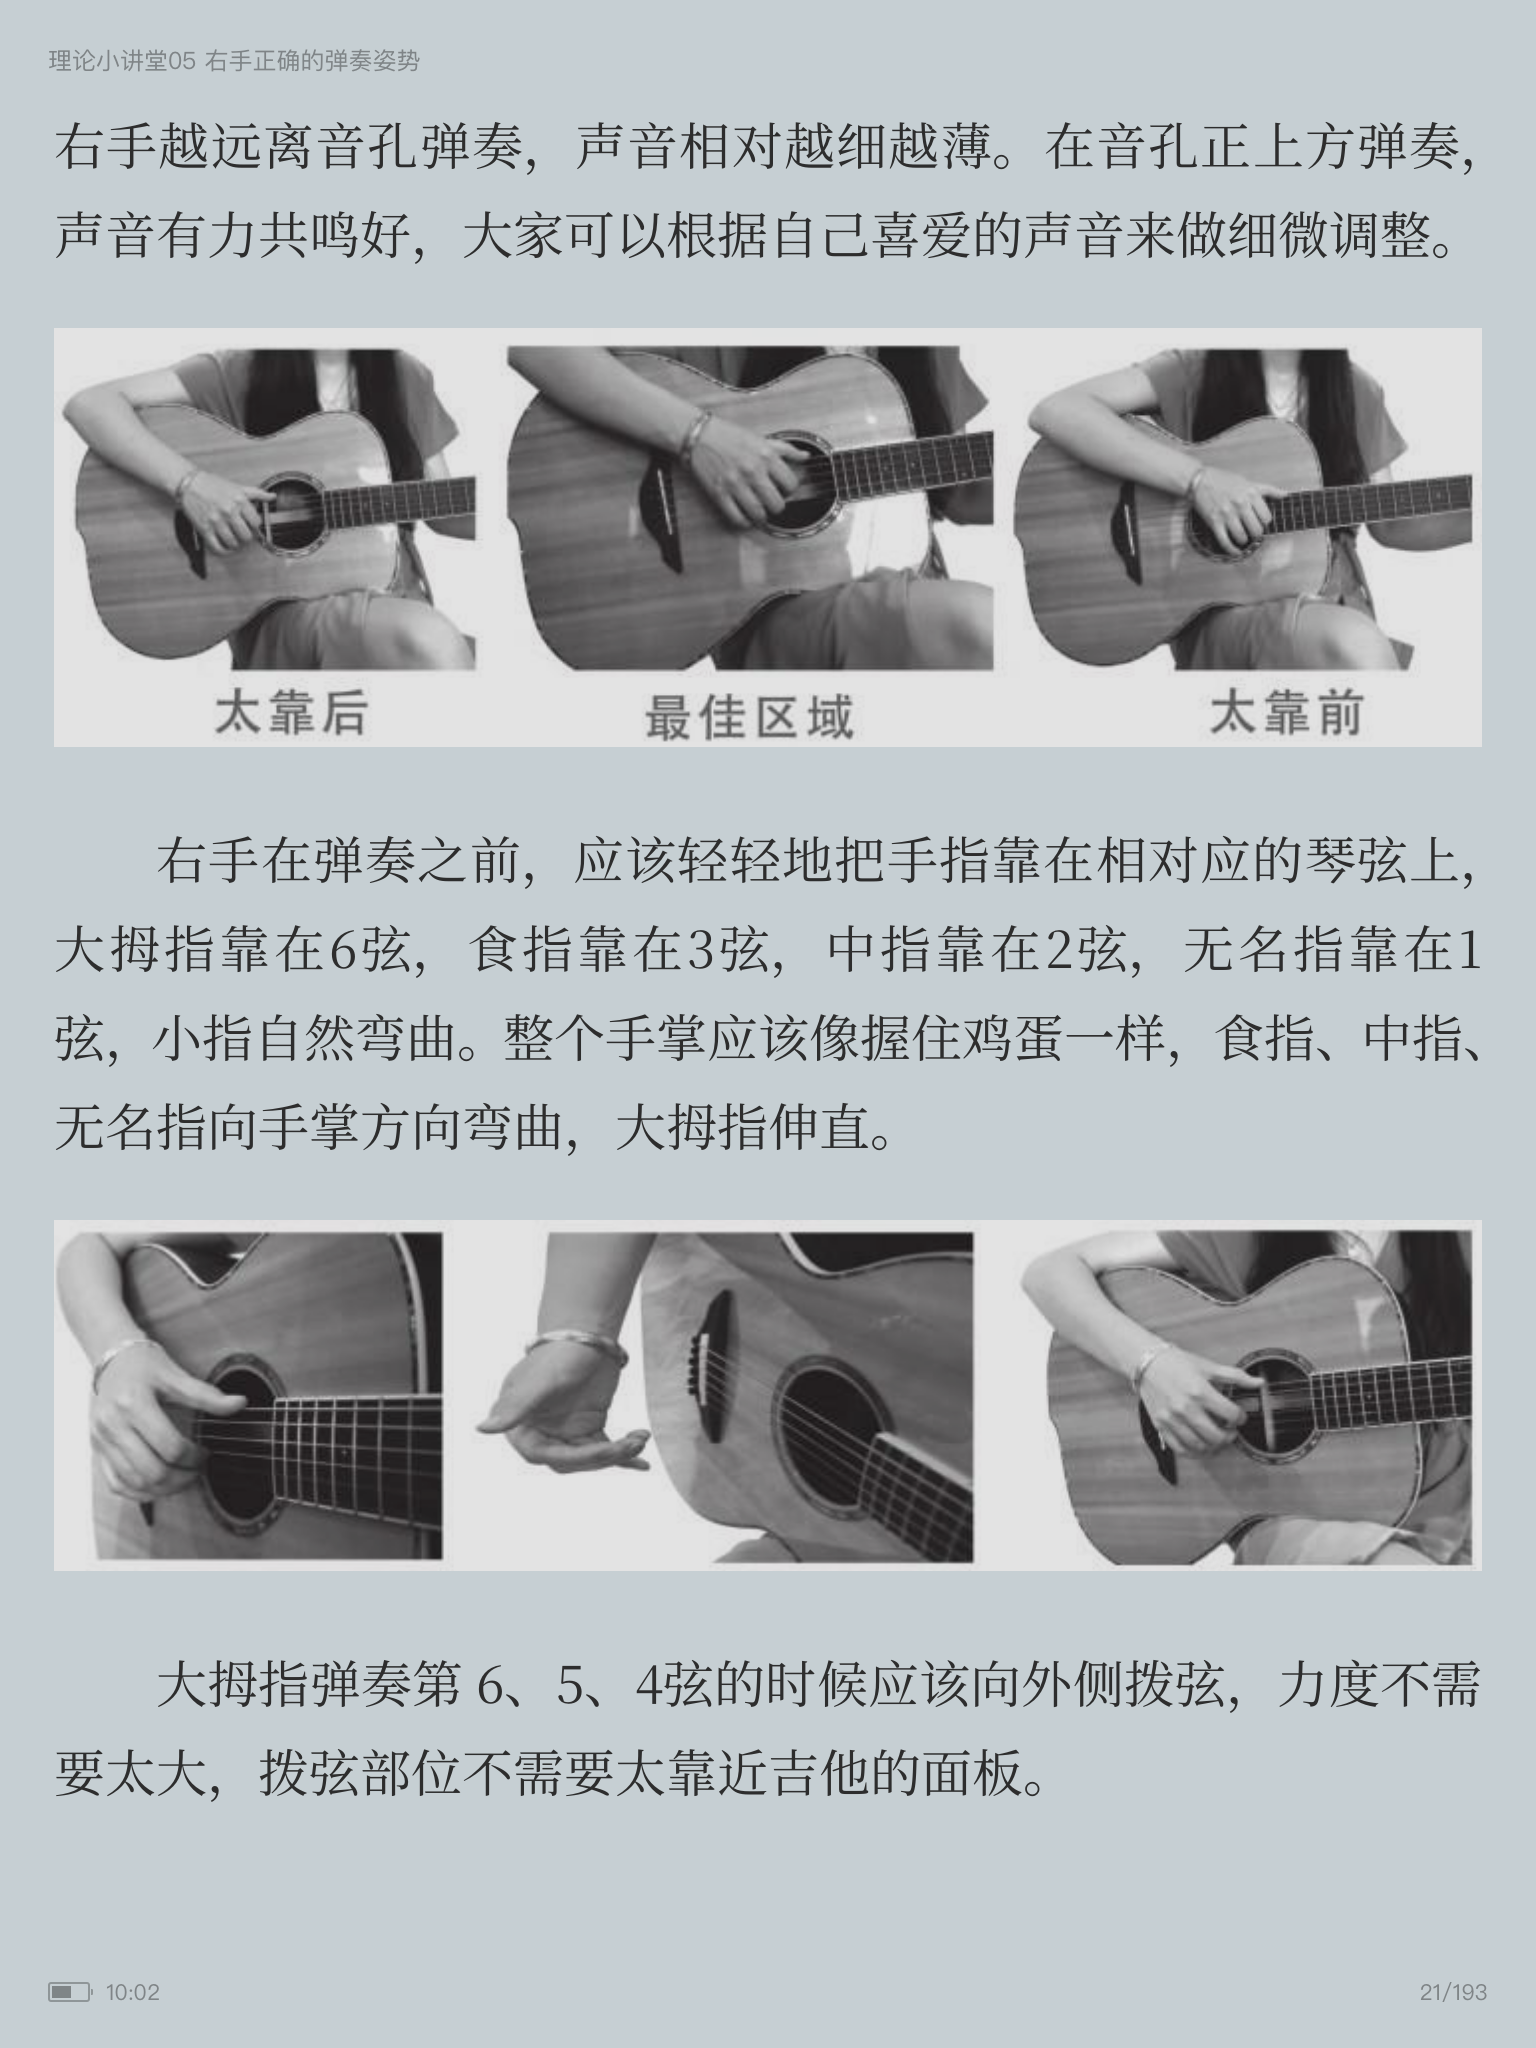 理论小讲堂05 右手正确的弹奏姿势
右手越远离音孔弹奏，声音相对越细越薄。在音孔正上方弹奏，
声音有力共鸣好，大家可以根据自己喜爱的声音来做细微调整。
太靠后
最佳区域
太靠前
右手在弹奏之前，应该轻轻地把手指靠在相对应的琴弦上，
大拇指靠在6弦，食指靠在3弦，中指靠在2弦，无名指靠在1
弦，小指自然弯曲。整个手掌应该像握住鸡蛋一样，食指、中指、
无名指向手掌方向弯曲，大拇指伸直。
大拇指弹奏第 6、5、4弦的时候应该向外侧拨弦，力度不需
要太大，拨弦部位不需要太靠近吉他的面板。
10:02
21/193